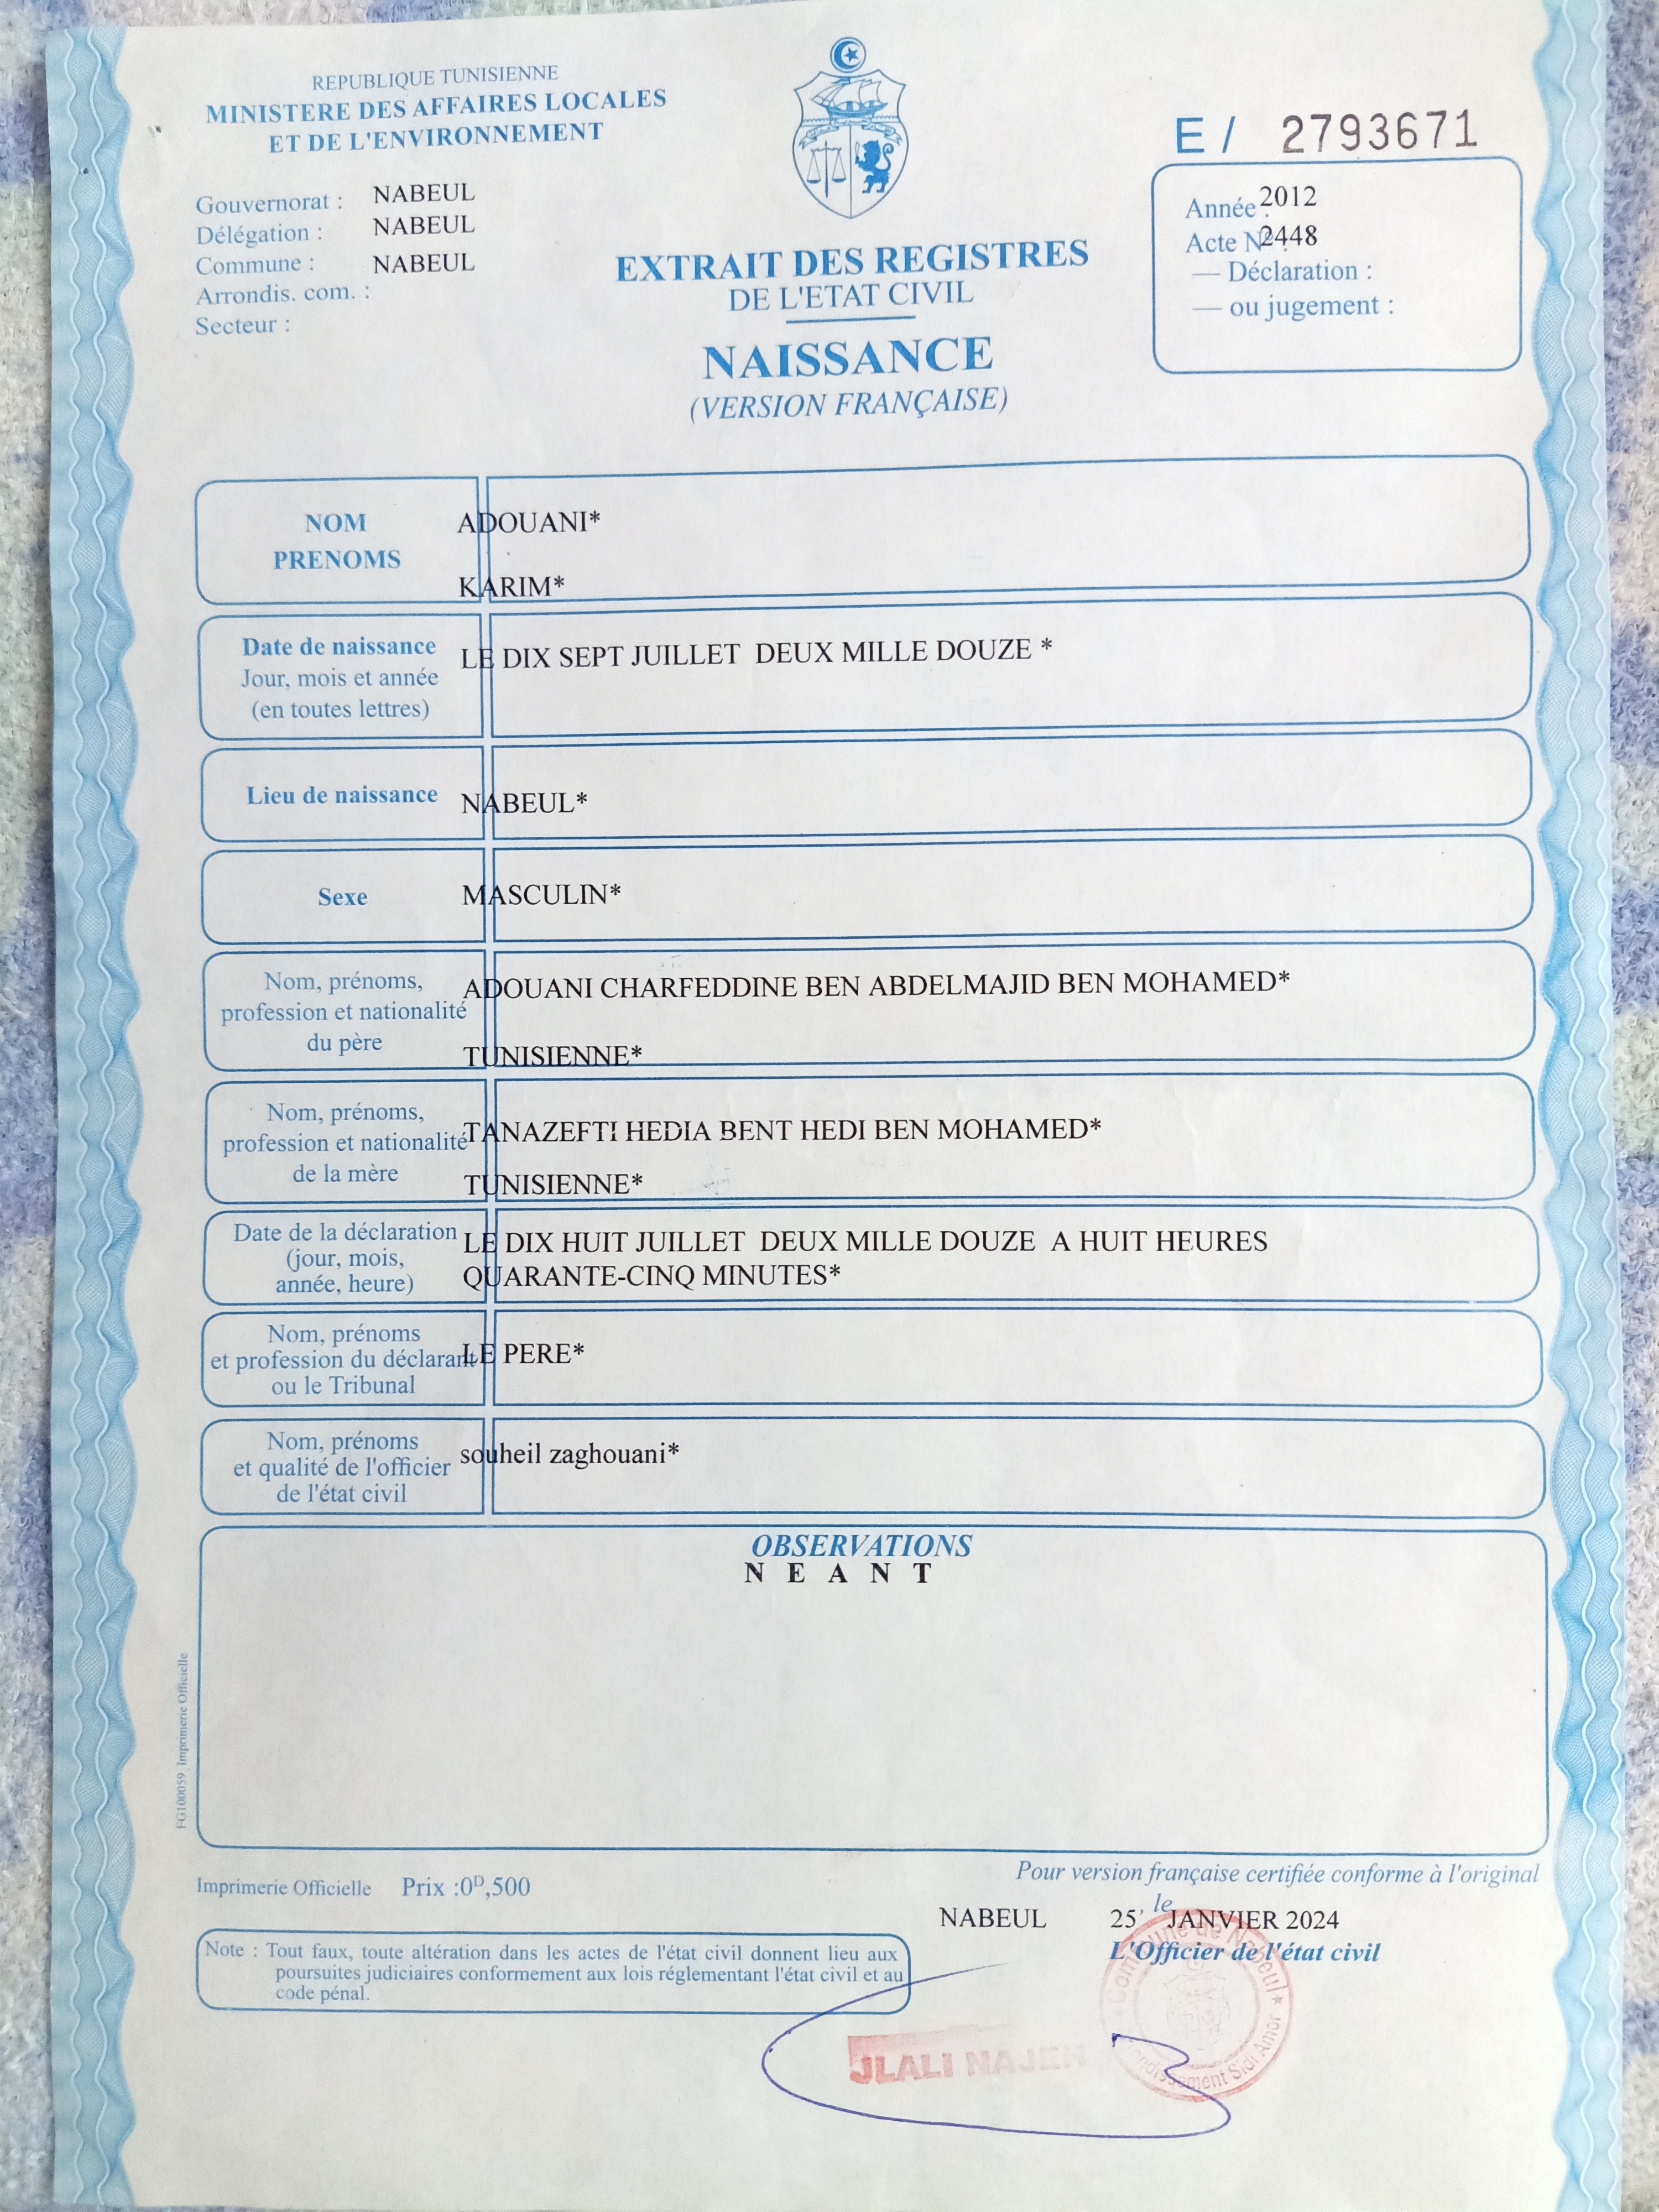 REPUBLIQUE TUNISIENNE
MINISTERE DES AFFAIRES LOCALES
ET DE L'ENVIRONNEMENT
E / 2793671
Gouvernorat : NABEUL
Délégation : NABEUL
Commune : NABEUL
Arrondis. com. :
Secteur :
Année : 2012
Acte N° : 2448
— Déclaration :
— ou jugement :
EXTRAIT DES REGISTRES
DE L'ETAT CIVIL
NAISSANCE
(VERSION FRANÇAISE)
NOM
PRENOMS
ADOUANI*
KARIM*
Date de naissance
Jour, mois et année
(en toutes lettres)
LE DIX SEPT JUILLET DEUX MILLE DOUZE *
Lieu de naissance
NABEUL*
Sexe
MASCULIN*
Nom, prénoms,
profession et nationalité
du père
ADOUANI CHARFEDDINE BEN ABDELMAJID BEN MOHAMED*
TUNISIENNE*
Nom, prénoms,
profession et nationalité
de la mère
TANAZEFTI HEDIA BENT HEDI BEN MOHAMED*
TUNISIENNE*
Date de la déclaration
(jour, mois,
année, heure)
LE DIX HUIT JUILLET DEUX MILLE DOUZE A HUIT HEURES
QUARANTE-CINQ MINUTES*
Nom, prénoms
et profession du déclarant
ou le Tribunal
LE PERE*
Nom, prénoms
et qualité de l'officier
de l'état civil
souheil zaghouani*
OBSERVATIONS
N E A N T
FG100059 Imprimerie Officielle
Imprimerie Officielle Prix :0D,500
Pour version française certifiée conforme à l'original
NABEUL , le 25 JANVIER 2024
L'Officier de l'état civil
Note : Tout faux, toute altération dans les actes de l'état civil donnent lieu aux
poursuites judiciaires conformement aux lois réglementant l'état civil et au
code pénal.
JLALI NAJEH
Commune de Nabeul
Sidi Amor